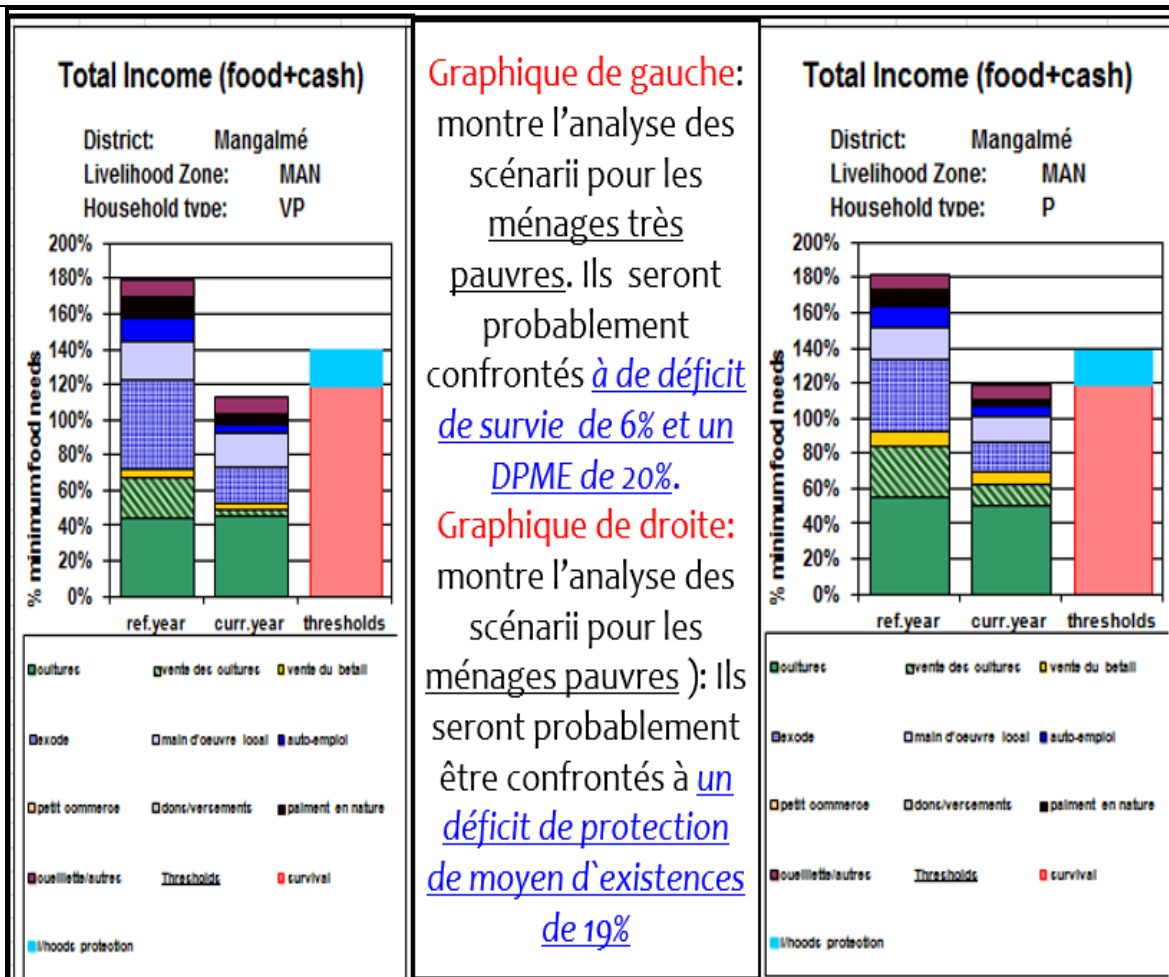 Total Income (food+cash)
District: Mangalmé
Livelihood Zone: MAN
Household type: VP
200%
180%
160%
140%
120%
100%
80%
60%
40%
20%
0%
% minimum food needs
ref.year curr.year thresholds
cultures vente des cultures vente du betail
exode main d'oeuvre local auto-emploi
petit commerce dons/versements paiment en nature
oueillette/autres Thresholds survival
l/hoods protection
Graphique de gauche:
montre l’analyse des
scénarii pour les
ménages très
pauvres. Ils seront
probablement
confrontés à de déficit
de survie de 6% et un
DPME de 20%.
Graphique de droite:
montre l’analyse des
scénarii pour les
ménages pauvres ): Ils
seront probablement
être confrontés à un
déficit de protection
de moyen d`existences
de 19%
Total Income (food+cash)
District: Mangalmé
Livelihood Zone: MAN
Household type: P
200%
180%
160%
140%
120%
100%
80%
60%
40%
20%
0%
% minimum food needs
ref.year curr.year thresholds
cultures vente des cultures vente du betail
exode main d'oeuvre local auto-emploi
petit commerce dons/versements paiment en nature
oueillette/autres Thresholds survival
l/hoods protection